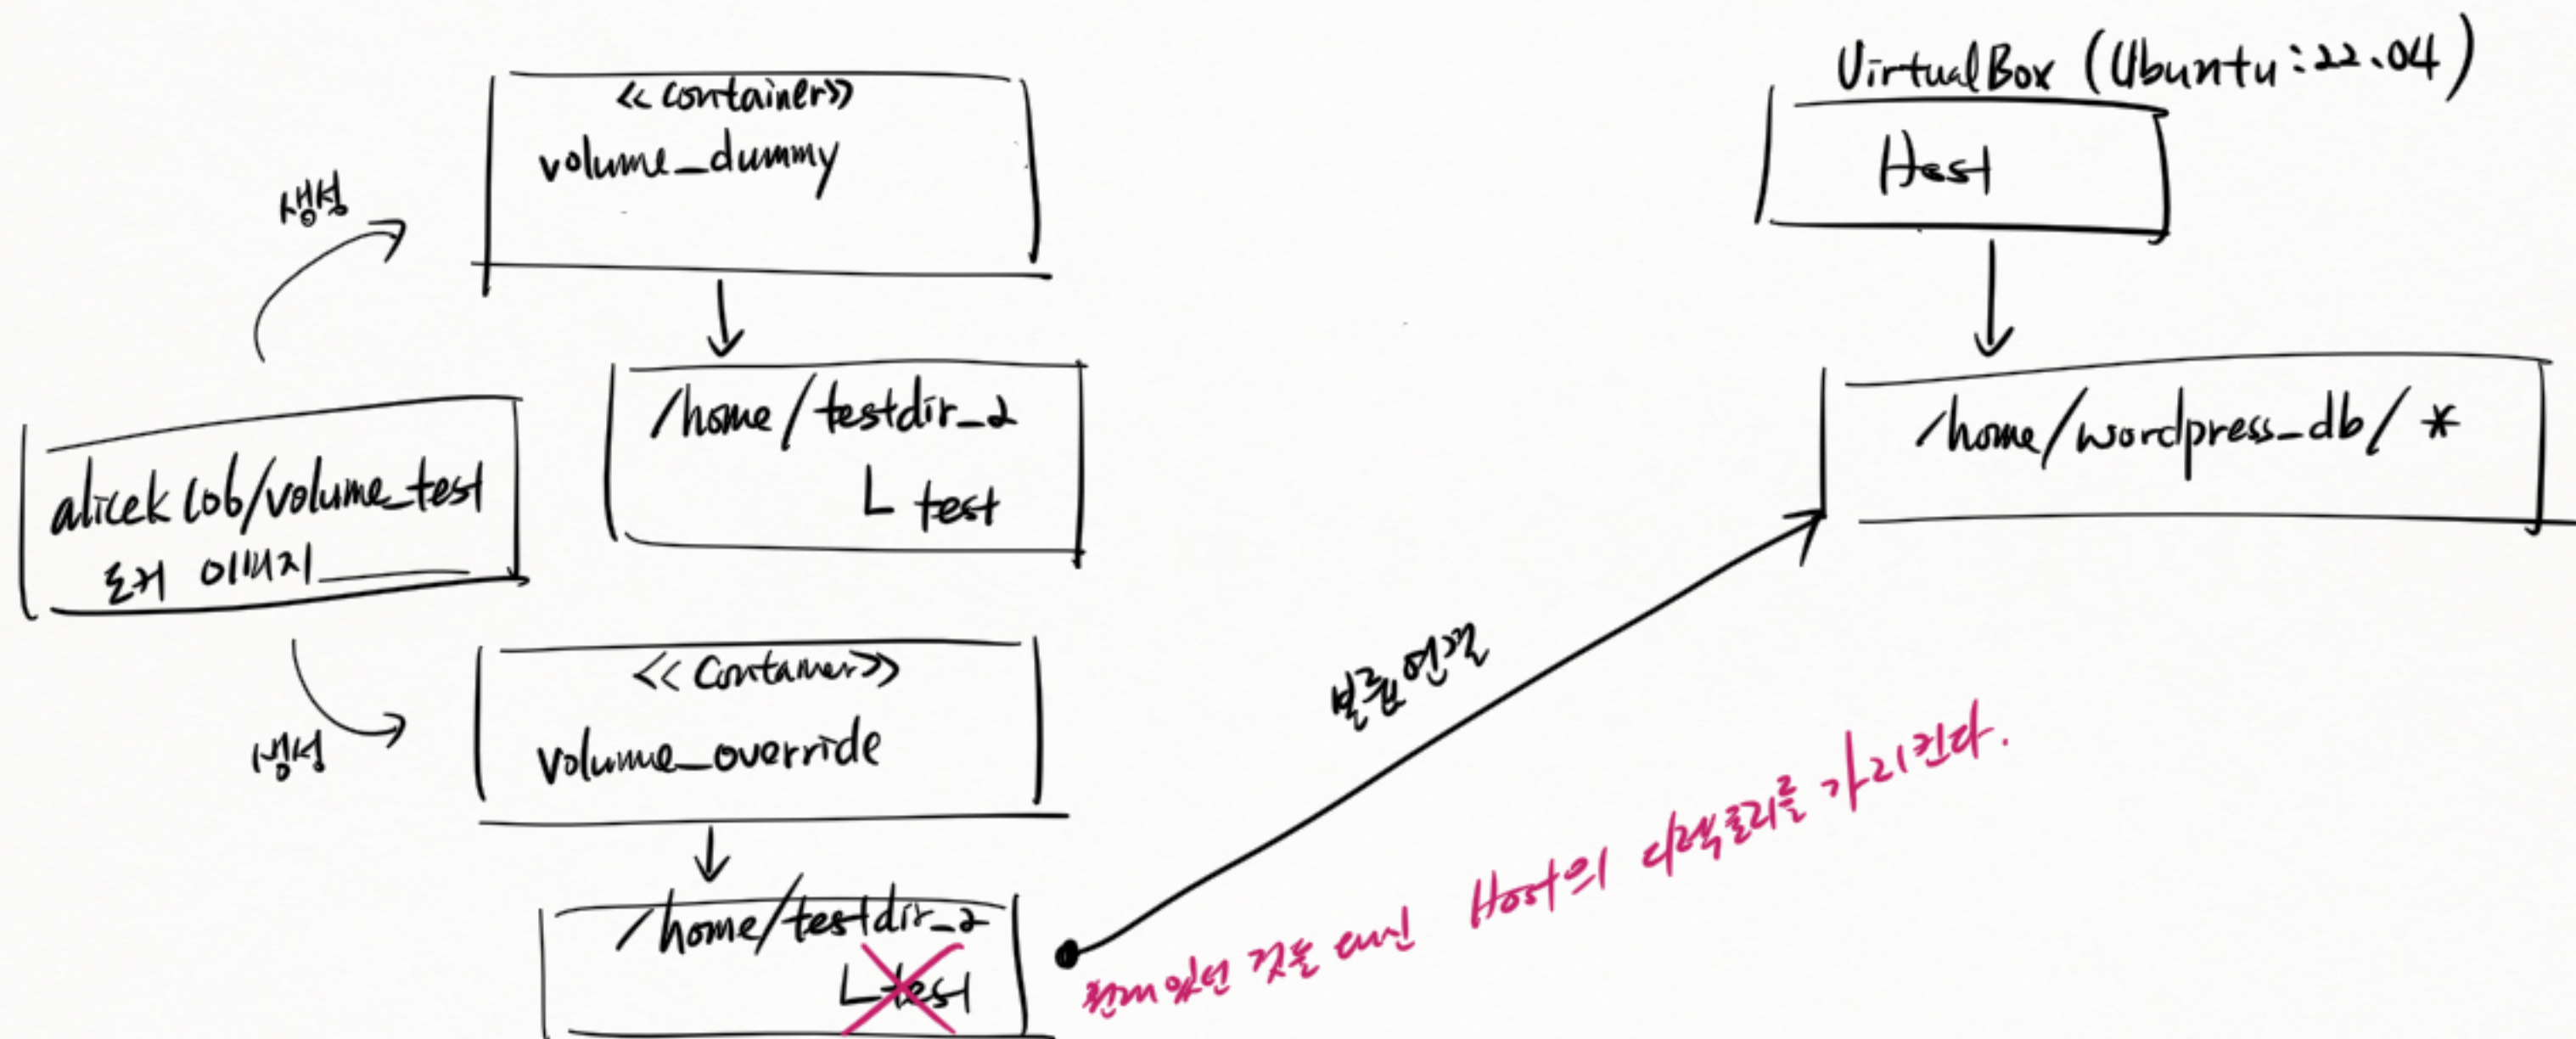 <<container>>
volume_dummy
생성
/home/testdir_2
L test
alicek106/volume_test
도커 이미지
생성
<<Container>>
volume_override
/home/testdir_2
L test
VirtualBox (Ubuntu:22.04)
Host
/home/wordpress_db/*
볼륨 연결
원래 있던 것들 대신 Host의 디렉토리를 가리킨다.